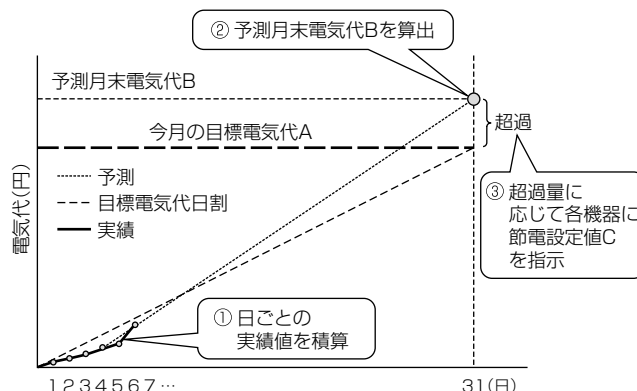 ② 予測月末電気代Bを算出
予測月末電気代B
今月の目標電気代A
超過
予測
目標電気代日割
実績
電気代(円)
③ 超過量に
応じて各機器に
節電設定値C
を指示
① 日ごとの
実績値を積算
1 2 3 4 5 6 7 …
31(日)